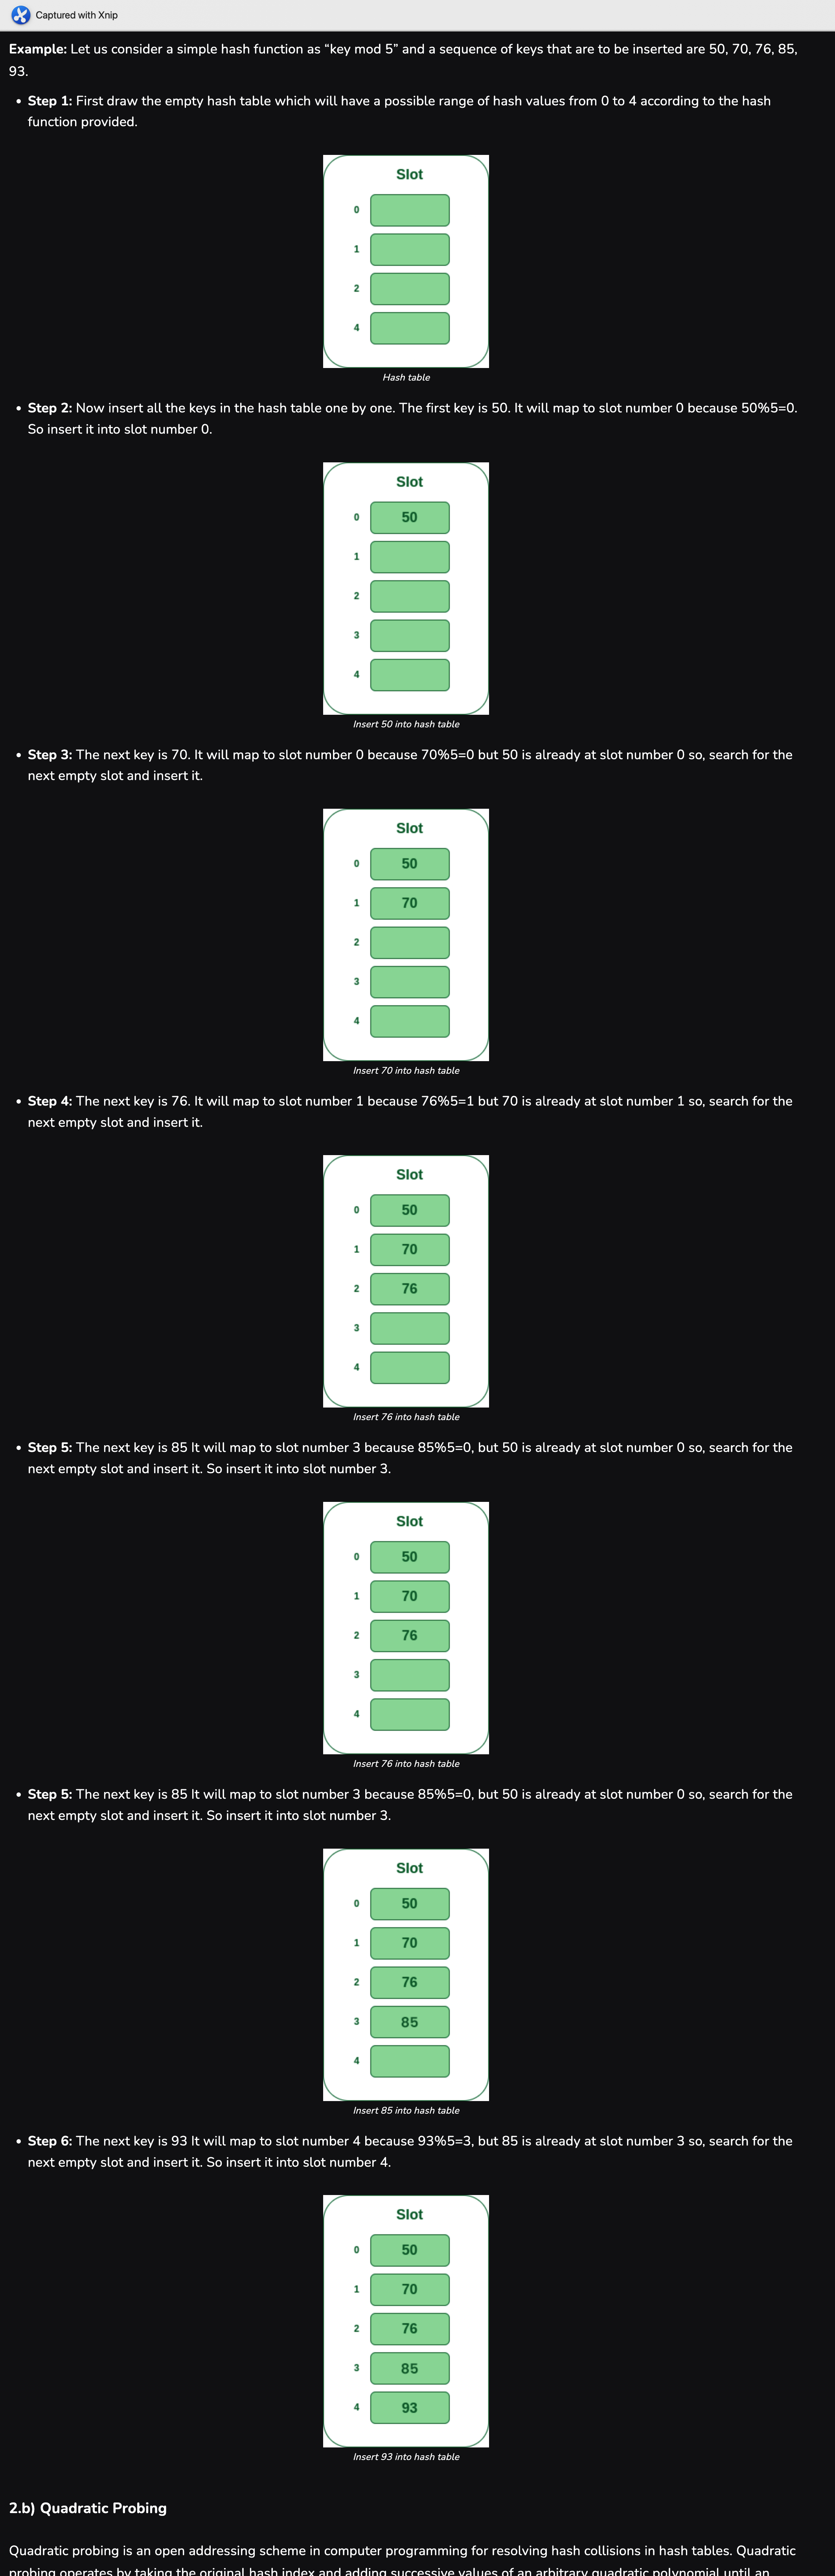 Captured with Xnip
Example: Let us consider a simple hash function as “key mod 5” and a sequence of keys that are to be inserted are 50, 70, 76, 85,
93.
• Step 1: First draw the empty hash table which will have a possible range of hash values from 0 to 4 according to the hash
function provided.
Slot
0
1
2
4
Hash table
• Step 2: Now insert all the keys in the hash table one by one. The first key is 50. It will map to slot number 0 because 50%5=0.
So insert it into slot number 0.
Slot
0 50
1
2
3
4
Insert 50 into hash table
• Step 3: The next key is 70. It will map to slot number 0 because 70%5=0 but 50 is already at slot number 0 so, search for the
next empty slot and insert it.
Slot
0 50
1 70
2
3
4
Insert 70 into hash table
• Step 4: The next key is 76. It will map to slot number 1 because 76%5=1 but 70 is already at slot number 1 so, search for the
next empty slot and insert it.
Slot
0 50
1 70
2 76
3
4
Insert 76 into hash table
• Step 5: The next key is 85 It will map to slot number 3 because 85%5=0, but 50 is already at slot number 0 so, search for the
next empty slot and insert it. So insert it into slot number 3.
Slot
0 50
1 70
2 76
3
4
Insert 76 into hash table
• Step 5: The next key is 85 It will map to slot number 3 because 85%5=0, but 50 is already at slot number 0 so, search for the
next empty slot and insert it. So insert it into slot number 3.
Slot
0 50
1 70
2 76
3 85
4
Insert 85 into hash table
• Step 6: The next key is 93 It will map to slot number 4 because 93%5=3, but 85 is already at slot number 3 so, search for the
next empty slot and insert it. So insert it into slot number 4.
Slot
0 50
1 70
2 76
3 85
4 93
Insert 93 into hash table
2.b) Quadratic Probing
Quadratic probing is an open addressing scheme in computer programming for resolving hash collisions in hash tables. Quadratic
probing operates by taking the original hash index and adding successive values of an arbitrary quadratic polynomial until an